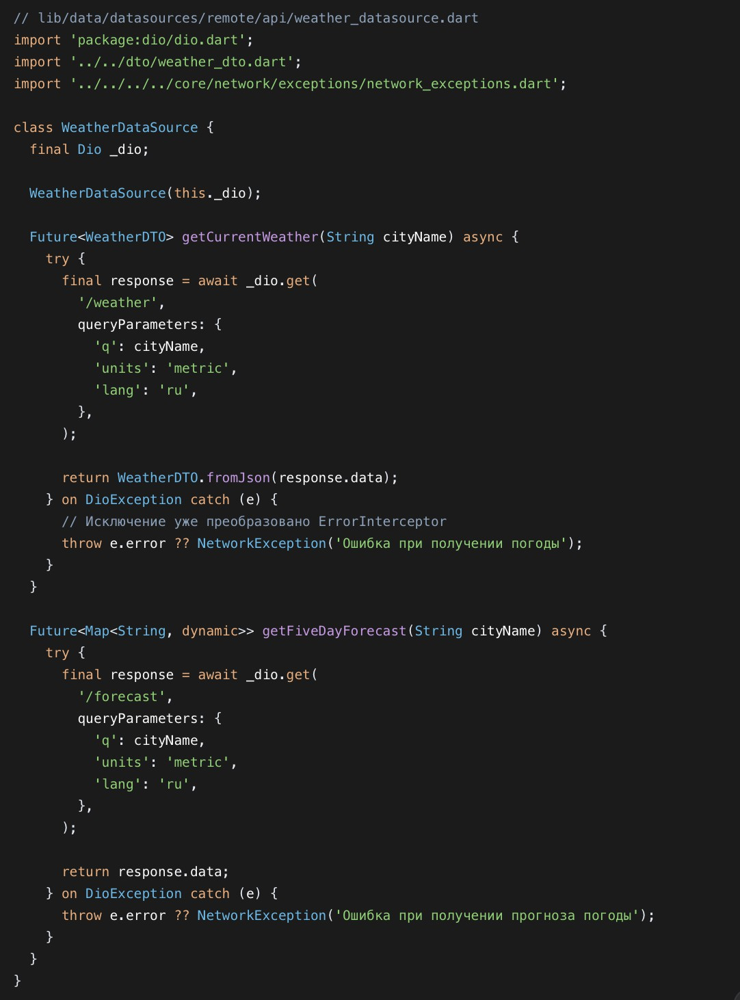 // lib/data/datasources/remote/api/weather_datasource.dart
import 'package:dio/dio.dart';
import '../../dto/weather_dto.dart';
import '../../../../core/network/exceptions/network_exceptions.dart';

class WeatherDataSource {
  final Dio _dio;

  WeatherDataSource(this._dio);

  Future<WeatherDTO> getCurrentWeather(String cityName) async {
    try {
      final response = await _dio.get(
        '/weather',
        queryParameters: {
          'q': cityName,
          'units': 'metric',
          'lang': 'ru',
        },
      );

      return WeatherDTO.fromJson(response.data);
    } on DioException catch (e) {
      // Исключение уже преобразовано ErrorInterceptor
      throw e.error ?? NetworkException('Ошибка при получении погоды');
    }
  }

  Future<Map<String, dynamic>> getFiveDayForecast(String cityName) async {
    try {
      final response = await _dio.get(
        '/forecast',
        queryParameters: {
          'q': cityName,
          'units': 'metric',
          'lang': 'ru',
        },
      );

      return response.data;
    } on DioException catch (e) {
      throw e.error ?? NetworkException('Ошибка при получении прогноза погоды');
    }
  }
}